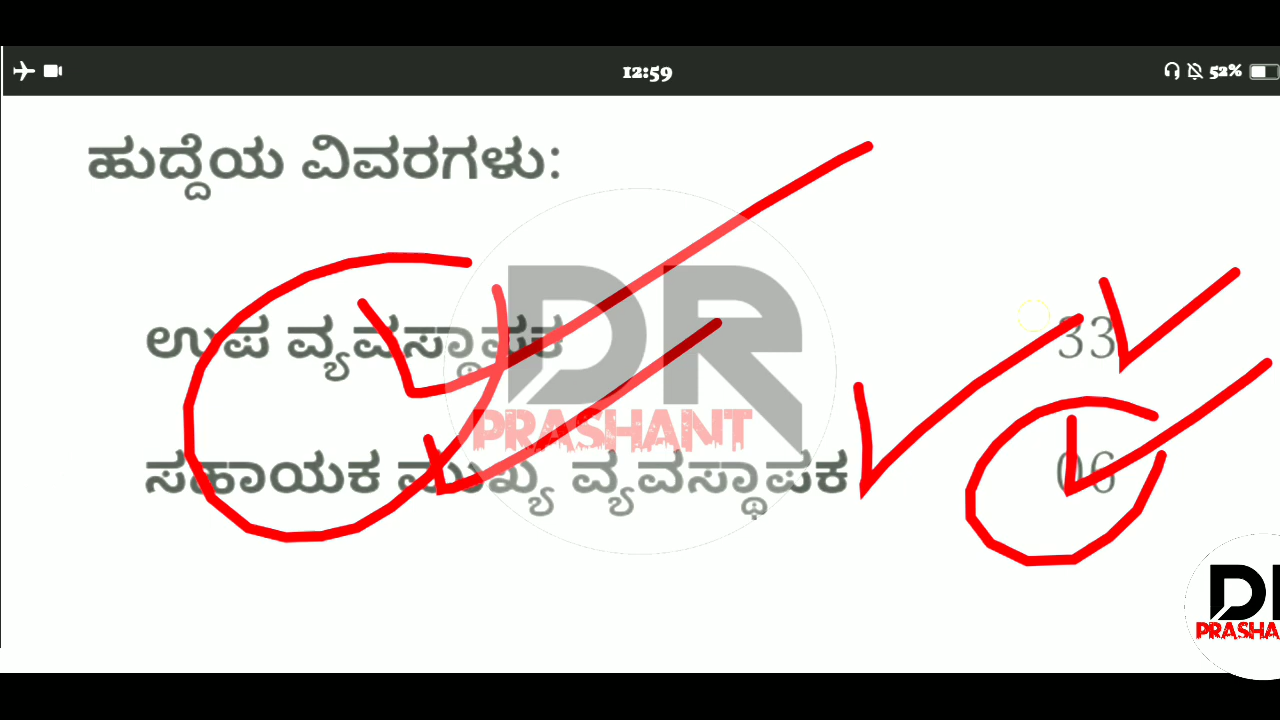 12:59 52%
ಹುದ್ದೆಯ ವಿವರಗಳು:
ಉಪ ವ್ಯವಸ್ಥಾಪಕ 33
ಸಹಾಯಕ ಮುಖ್ಯ ವ್ಯವಸ್ಥಾಪಕ 06
DR
PRASHANT